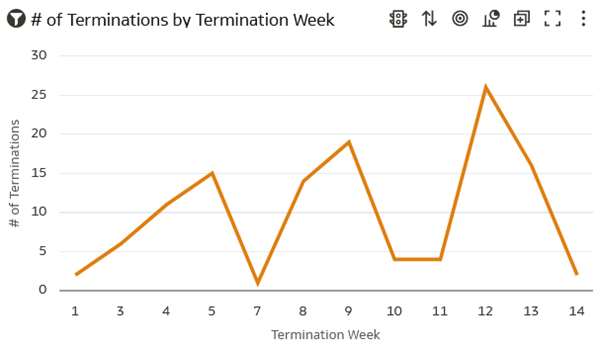 # of Terminations by Termination Week
30
25
20
15
10
5
0
# of Terminations
1 3 4 5 7 8 9 10 11 12 13 14
Termination Week